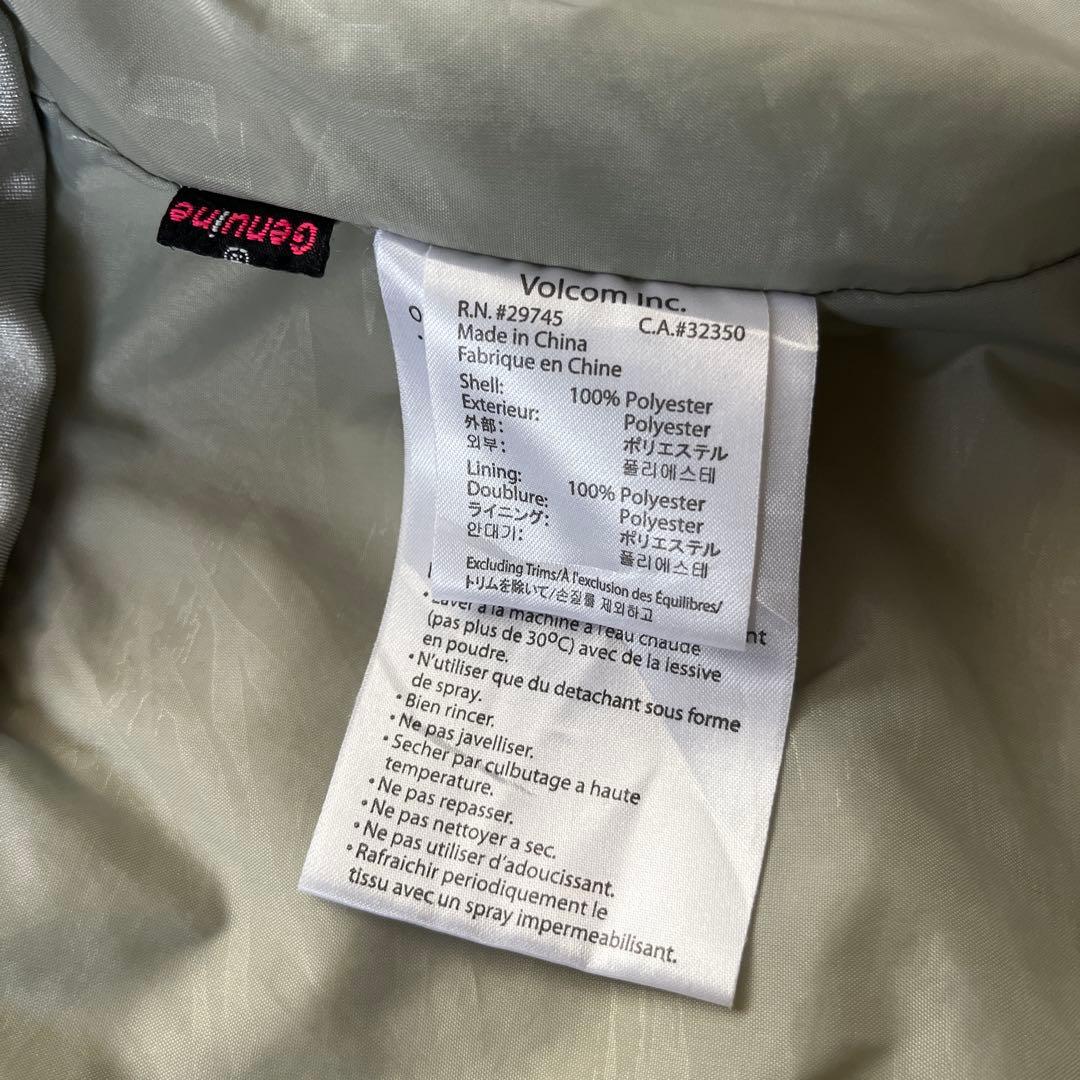 Genuine
®
Volcom Inc.
R.N. #29745 C.A.#32350
Made in China
Fabrique en Chine
Shell: 100% Polyester
Exterieur: Polyester
外部: ポリエステル
외부: 폴리에스테
Lining: 100% Polyester
Doublure: Polyester
ライニング: ポリエステル
안대기: 폴리에스테
Excluding Trims/À l'exclusion des Équilibres/
トリムを除いて/손질를 제외하고
• Laver a la machine a l'eau chaude
(pas plus de 30ºC) avec de la lessive
en poudre.
• N'utiliser que du detachant sous forme
de spray.
• Bien rincer.
• Ne pas javelliser.
• Secher par culbutage a haute
temperature.
• Ne pas repasser.
• Ne pas nettoyer a sec.
• Ne pas utiliser d'adoucissant.
• Rafraichir periodiquement le
tissu avec un spray impermeabilisant.